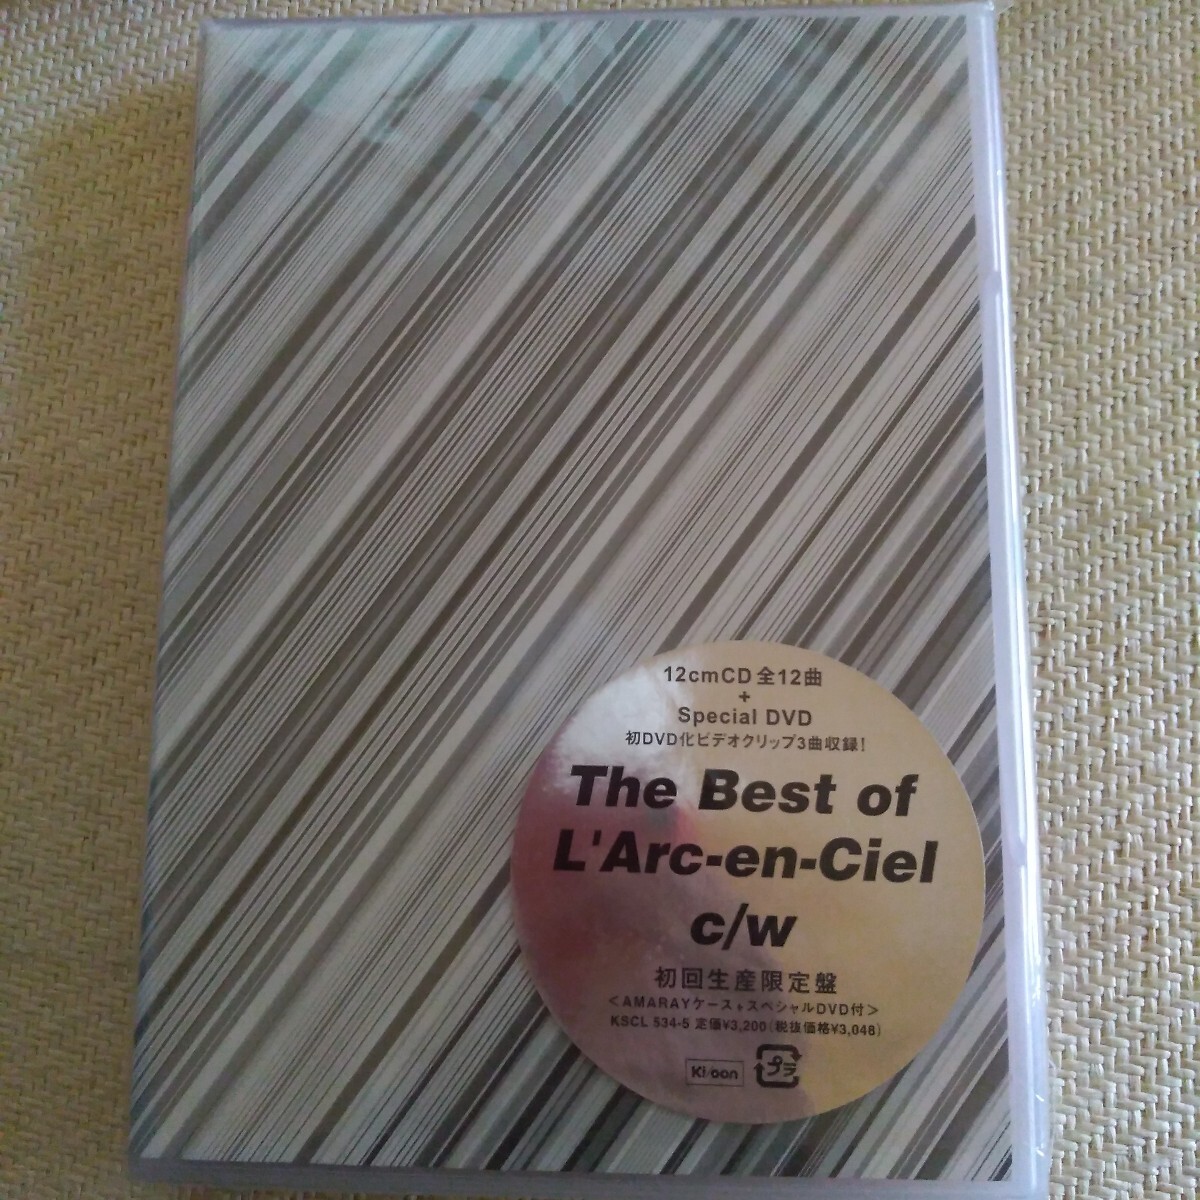 12cmCD 全12曲
+
Special DVD
初DVD化ビデオクリップ3曲収録!
The Best of
L'Arc-en-Ciel
c/w
初回生産限定盤
＜AMARAYケース+スペシャルDVD付＞
KSCL 534-5 定価¥3,200(税抜価格¥3,048)
Ki/oon プラ